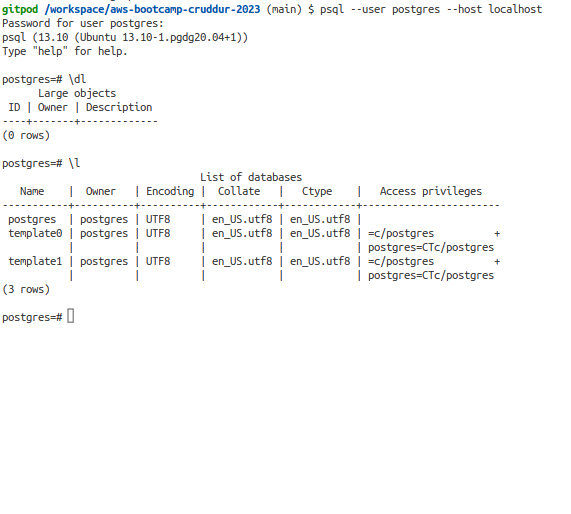 gitpod /workspace/aws-bootcamp-cruddur-2023 (main) $ psql --user postgres --host localhost
Password for user postgres:
psql (13.10 (Ubuntu 13.10-1.pgdg20.04+1))
Type "help" for help.

postgres=# \dl
      Large objects
 ID | Owner | Description
----+-------+-------------
(0 rows)

postgres=# \l
                                 List of databases
   Name    |  Owner   | Encoding |  Collate   |   Ctype    |   Access privileges
-----------+----------+----------+------------+------------+-----------------------
 postgres  | postgres | UTF8     | en_US.utf8 | en_US.utf8 |
 template0 | postgres | UTF8     | en_US.utf8 | en_US.utf8 | =c/postgres          +
           |          |          |            |            | postgres=CTc/postgres
 template1 | postgres | UTF8     | en_US.utf8 | en_US.utf8 | =c/postgres          +
           |          |          |            |            | postgres=CTc/postgres
(3 rows)

postgres=#